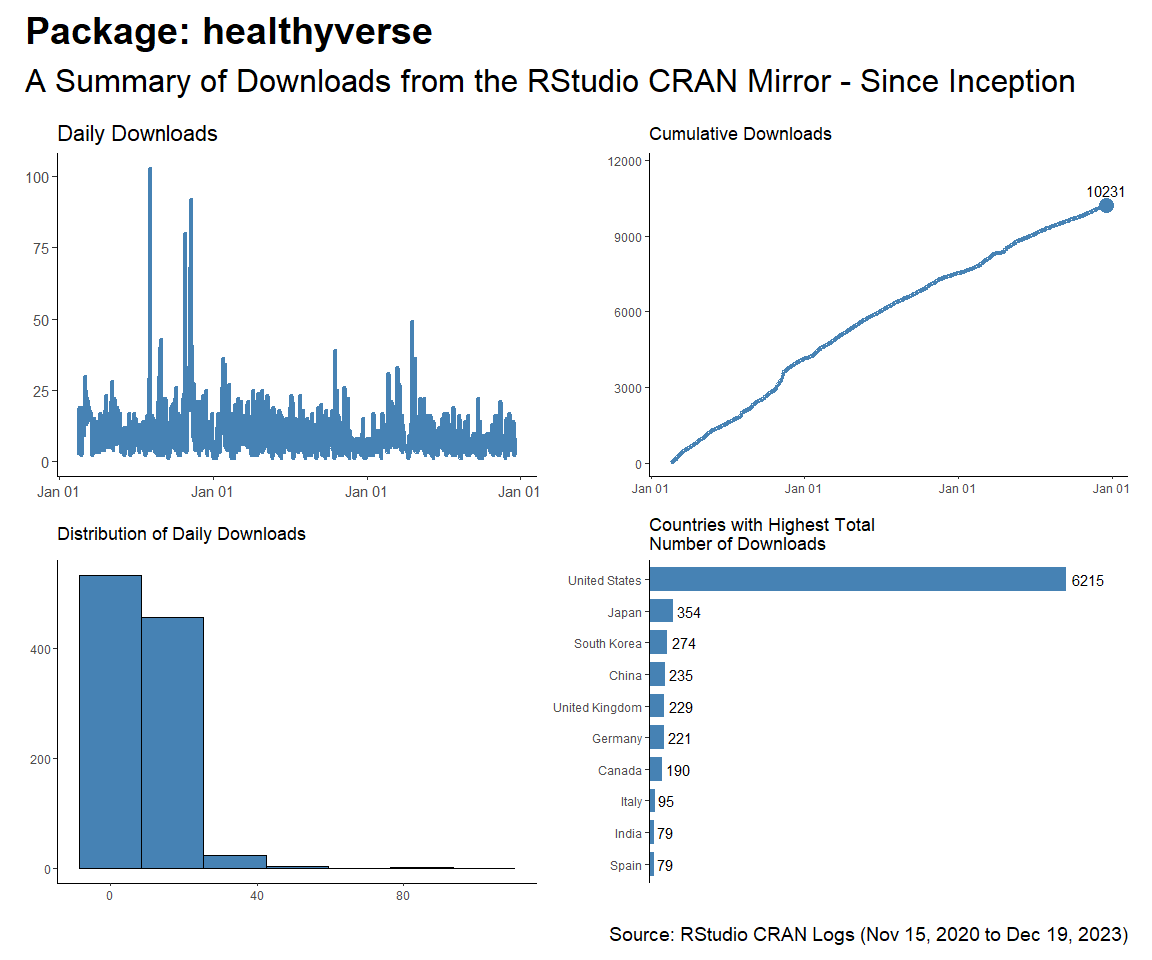 Package: healthyverse
A Summary of Downloads from the RStudio CRAN Mirror - Since Inception
Daily Downloads
100
75
50
25
0
Jan 01 Jan 01 Jan 01 Jan 01
Cumulative Downloads
12000
9000
6000
3000
0
10231
Jan 01 Jan 01 Jan 01 Jan 01
Distribution of Daily Downloads
400
200
0
0 40 80
Countries with Highest Total
Number of Downloads
United States 6215
Japan 354
South Korea 274
China 235
United Kingdom 229
Germany 221
Canada 190
Italy 95
India 79
Spain 79
Source: RStudio CRAN Logs (Nov 15, 2020 to Dec 19, 2023)